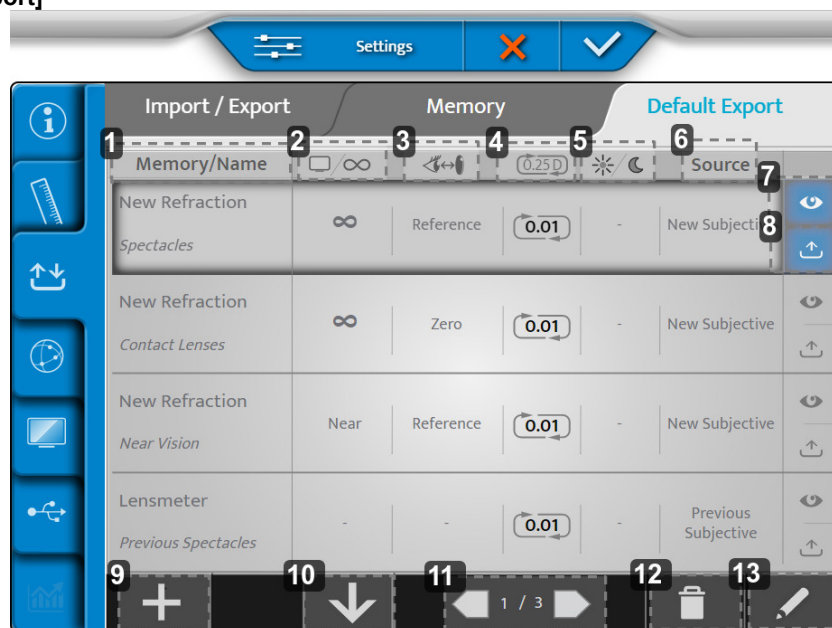 ort]
Settings
Import / Export Memory Default Export
1 2 3 4 5 6
Memory/Name 0.25 D Source
7
New Refraction
∞ Reference 0.01 - New Subjecti 8
Spectacles
New Refraction
∞ Zero 0.01 - New Subjective
Contact Lenses
New Refraction
Near Reference 0.01 - New Subjective
Near Vision
Lensmeter
- - 0.01 - Previous
Subjective
Previous Spectacles
9 10 11 12 13
1 / 3